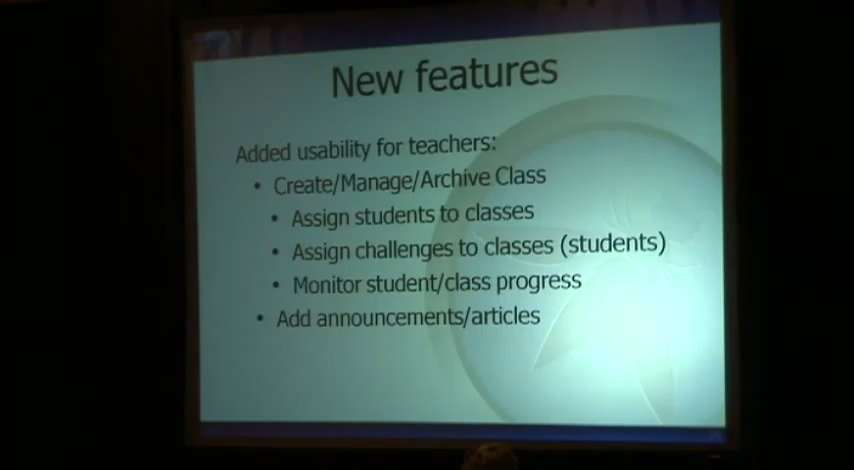 New features
Added usability for teachers:
• Create/Manage/Archive Class
• Assign students to classes
• Assign challenges to classes (students)
• Monitor student/class progress
• Add announcements/articles